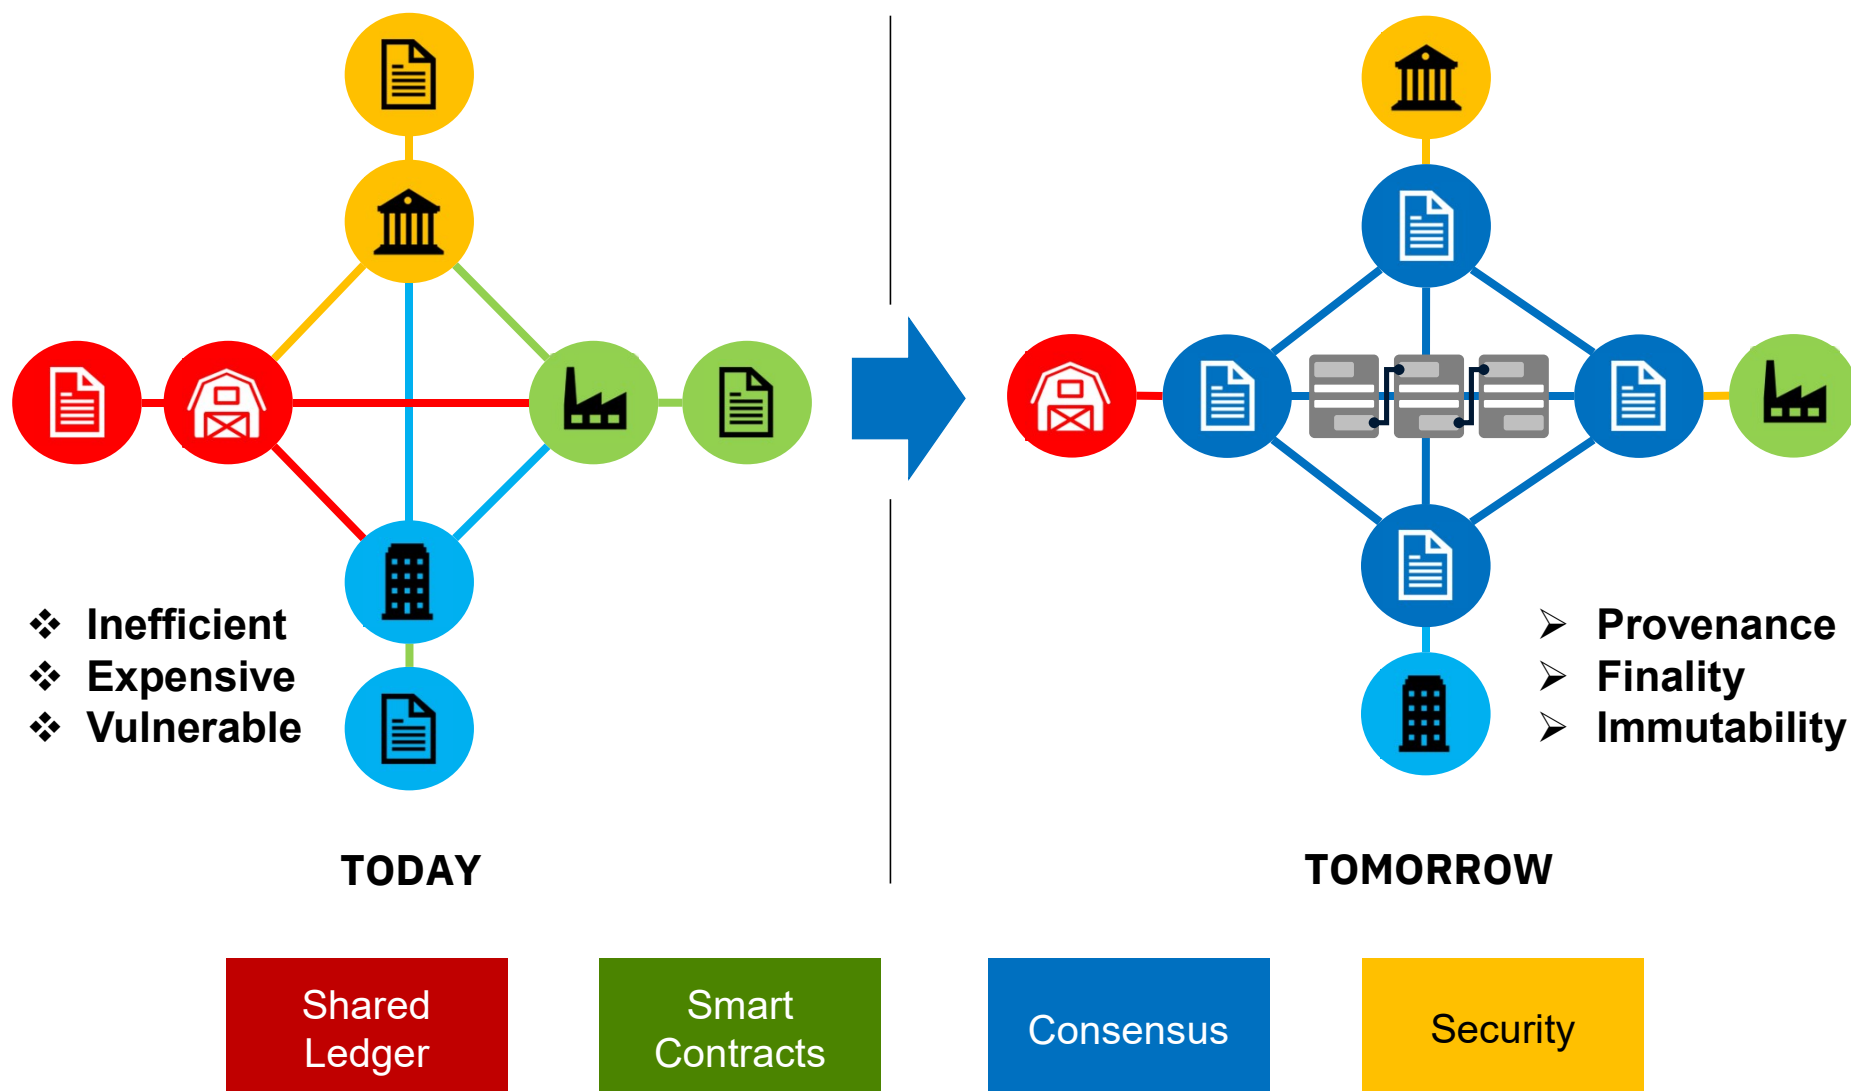 ❖ Inefficient
❖ Expensive
❖ Vulnerable
➢ Provenance
➢ Finality
➢ Immutability
TODAY
TOMORROW
Shared
Ledger
Smart
Contracts
Consensus
Security